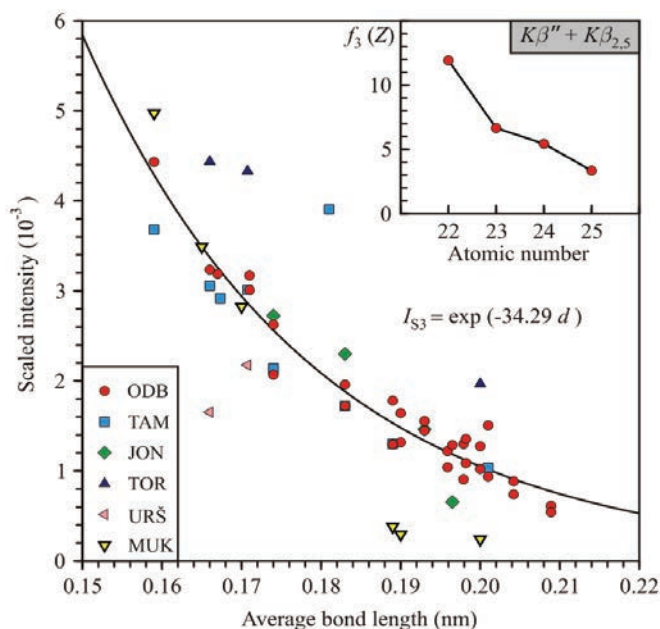 f₃ (Z)
Kβ″ + Kβ₂,₅
10
5
0
22 23 24 25
Atomic number
I_S3 = exp (-34.29 d )
6
5
4
3
2
1
0
Scaled intensity (10⁻³)
ODB
TAM
JON
TOR
URŠ
MUK
0.15 0.16 0.17 0.18 0.19 0.20 0.21 0.22
Average bond length (nm)